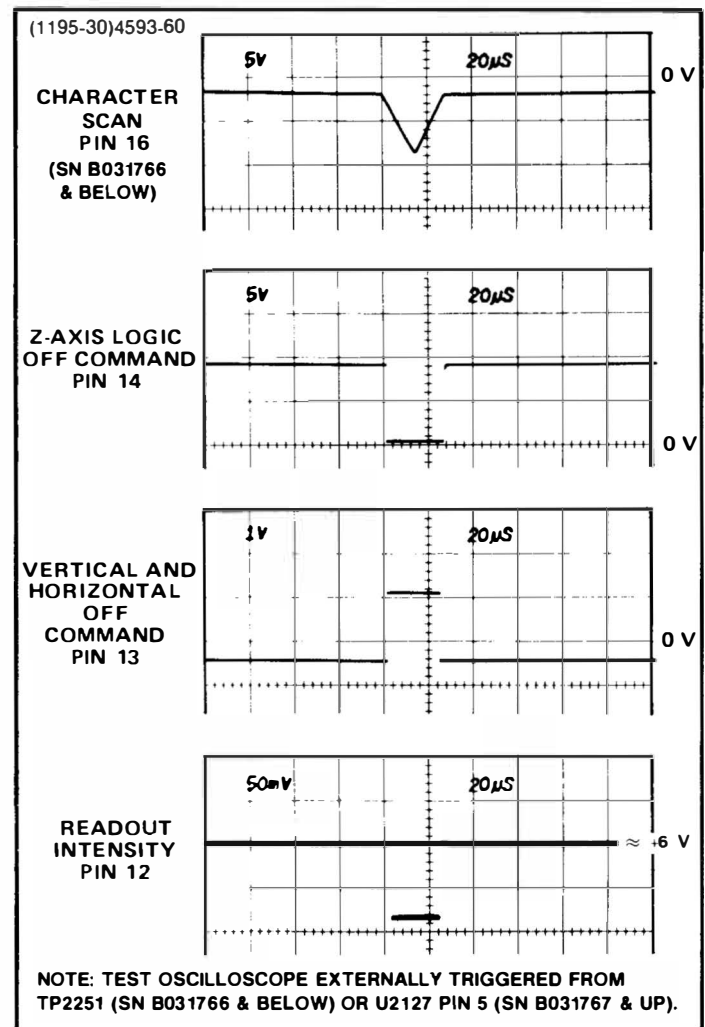 (1195-30)4593-60
5V
20µS
0 V
CHARACTER
SCAN
PIN 16
(SN B031766
& BELOW)
5V
20µS
Z-AXIS LOGIC
OFF COMMAND
PIN 14
0 V
1V
20µS
VERTICAL AND
HORIZONTAL
OFF
COMMAND
PIN 13
0 V
50mV
20µS
READOUT
INTENSITY
PIN 12
≈ +6 V
NOTE: TEST OSCILLOSCOPE EXTERNALLY TRIGGERED FROM
TP2251 (SN B031766 & BELOW) OR U2127 PIN 5 (SN B031767 & UP).